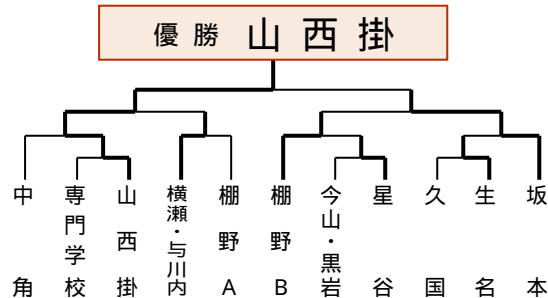 優勝 山西掛
中角
専門学校
山西掛
横瀬・与川内
棚野A
棚野B
今山・黒岩
星谷
久国
生名
坂本